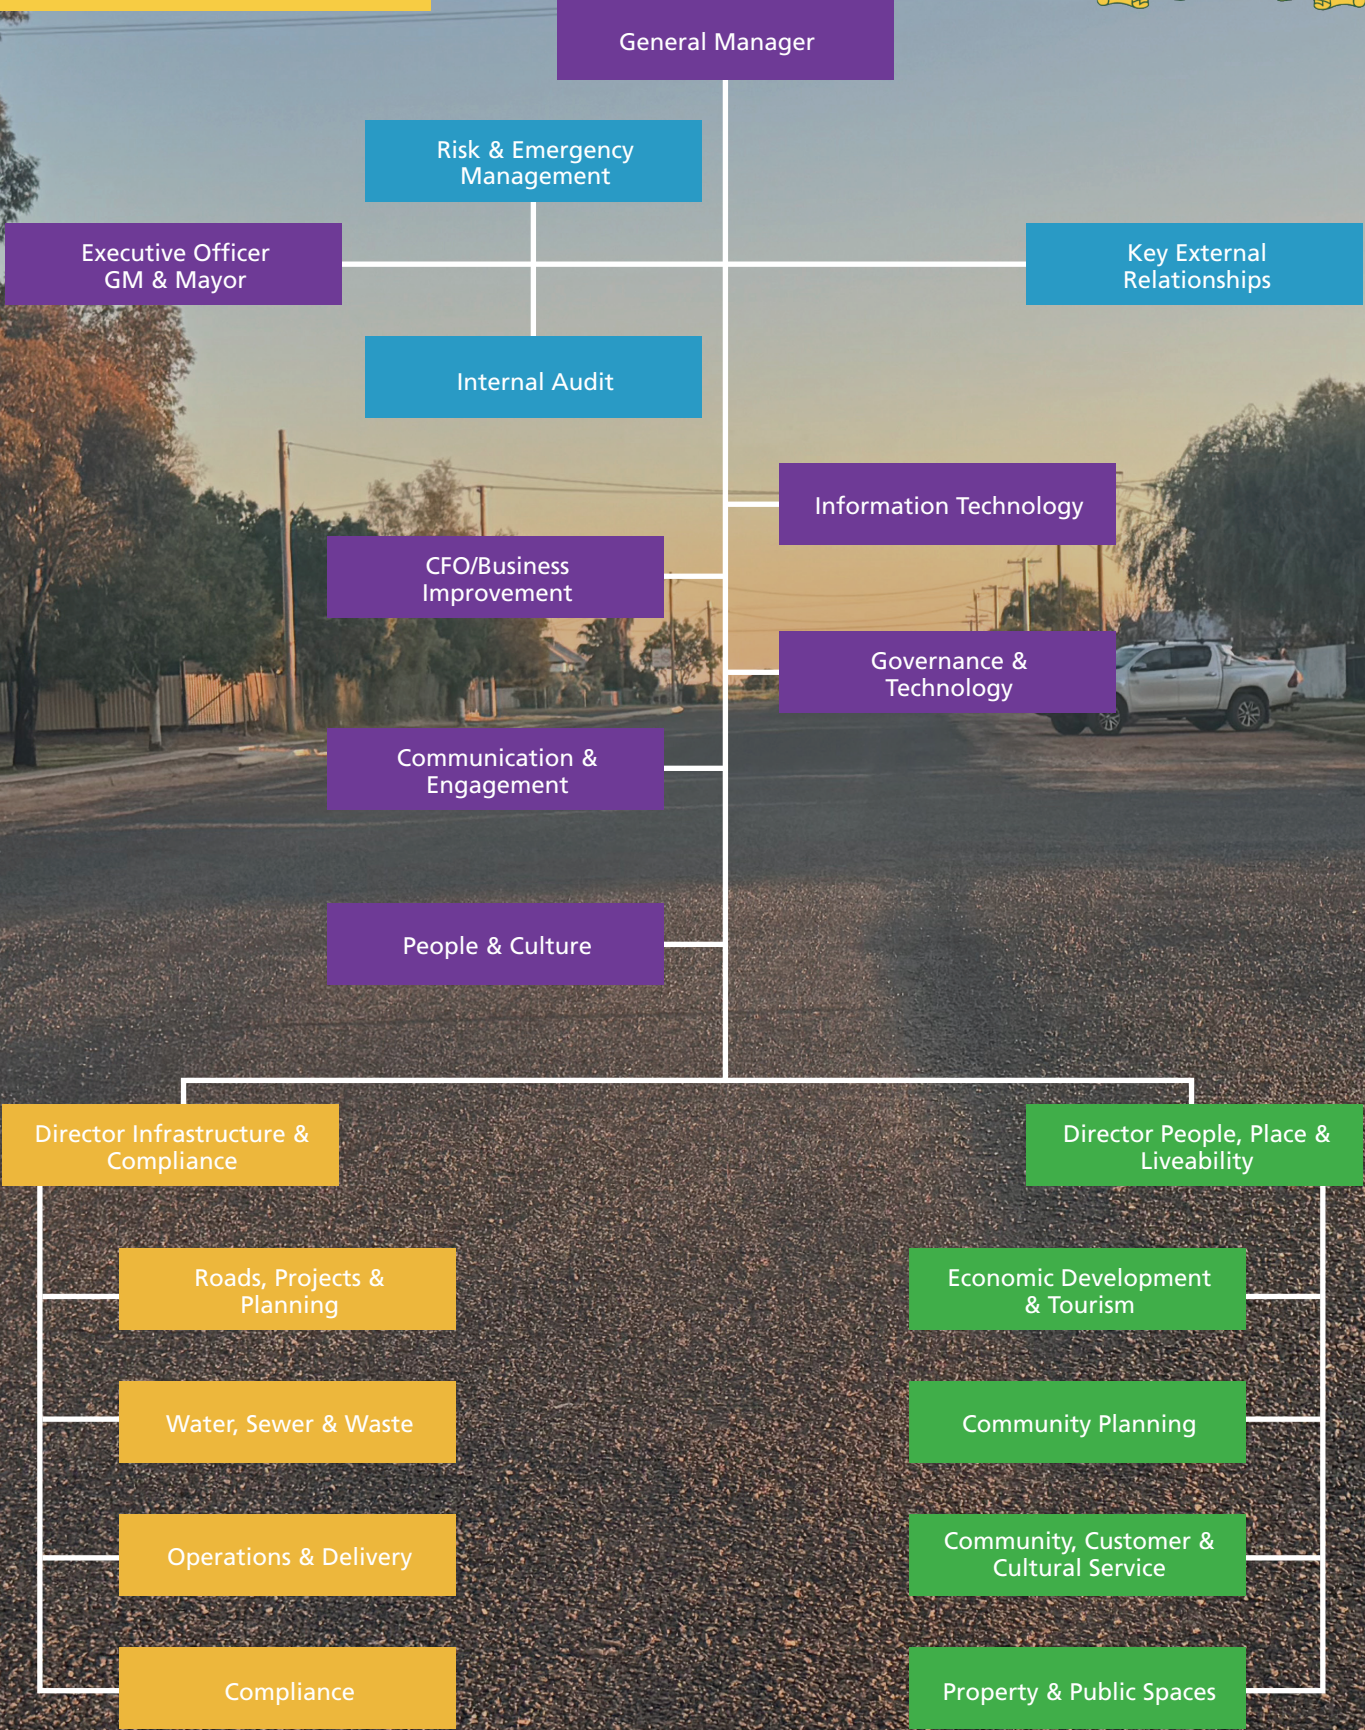 General Manager
Risk & Emergency
Management
Executive Officer
GM & Mayor
Key External
Relationships
Internal Audit
Information Technology
CFO/Business
Improvement
Governance &
Technology
Communication &
Engagement
People & Culture
Director Infrastructure &
Compliance
Director People, Place &
Liveability
Roads, Projects &
Planning
Economic Development
& Tourism
Water, Sewer & Waste
Community Planning
Operations & Delivery
Community, Customer &
Cultural Service
Compliance
Property & Public Spaces